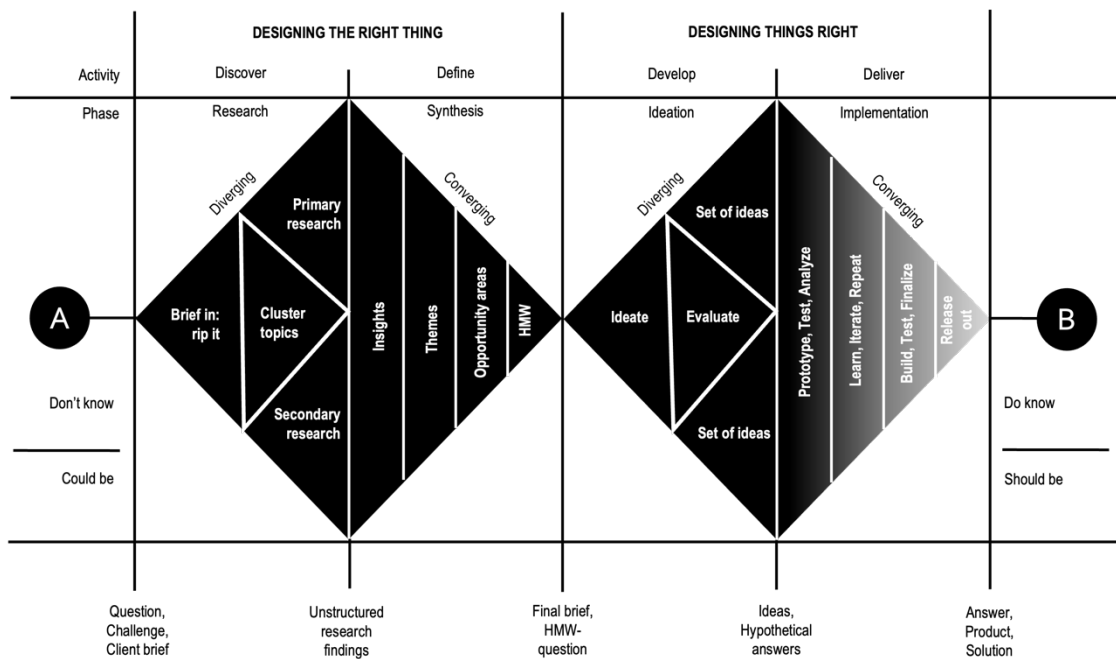 DESIGNING THE RIGHT THING
DESIGNING THINGS RIGHT
Activity
Discover
Define
Develop
Deliver
Phase
Research
Synthesis
Ideation
Implementation
Diverging
Converging
Diverging
Converging
A
Brief in:
rip it
Cluster
topics
Primary
research
Secondary
research
Insights
Themes
Opportunity areas
HMW
Ideate
Evaluate
Set of ideas
Set of ideas
Prototype, Test, Analyze
Learn, Iterate, Repeat
Build, Test, Finalize
Release
out
B
Don't know
Could be
Do know
Should be
Question,
Challenge,
Client brief
Unstructured
research
findings
Final brief,
HMW-
question
Ideas,
Hypothetical
answers
Answer,
Product,
Solution